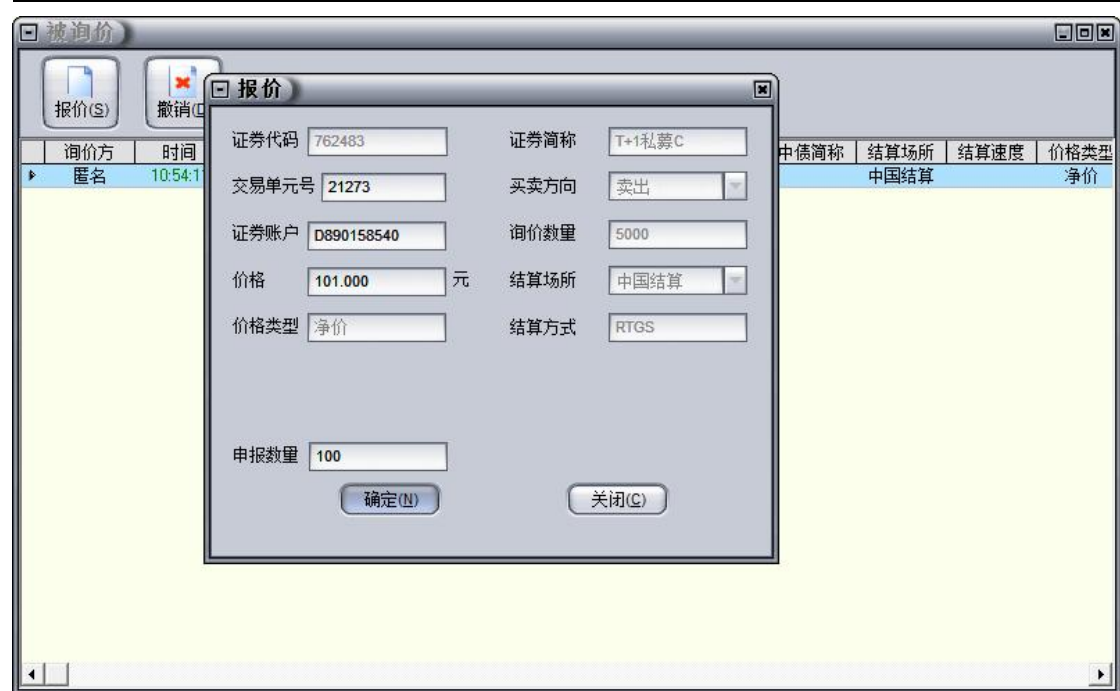 被询价
报价(S)
撤销(D
报价
询价方 时间 中债简称 结算场所 结算速度 价格类型
匿名 10:54:1 中国结算 净价
证券代码 762483 证券简称 T+1私募C
交易单元号 21273 买卖方向 卖出
证券账户 D890158540 询价数量 5000
价格 101.000 元 结算场所 中国结算
价格类型 净价 结算方式 RTGS
申报数量 100
确定(N) 关闭(C)